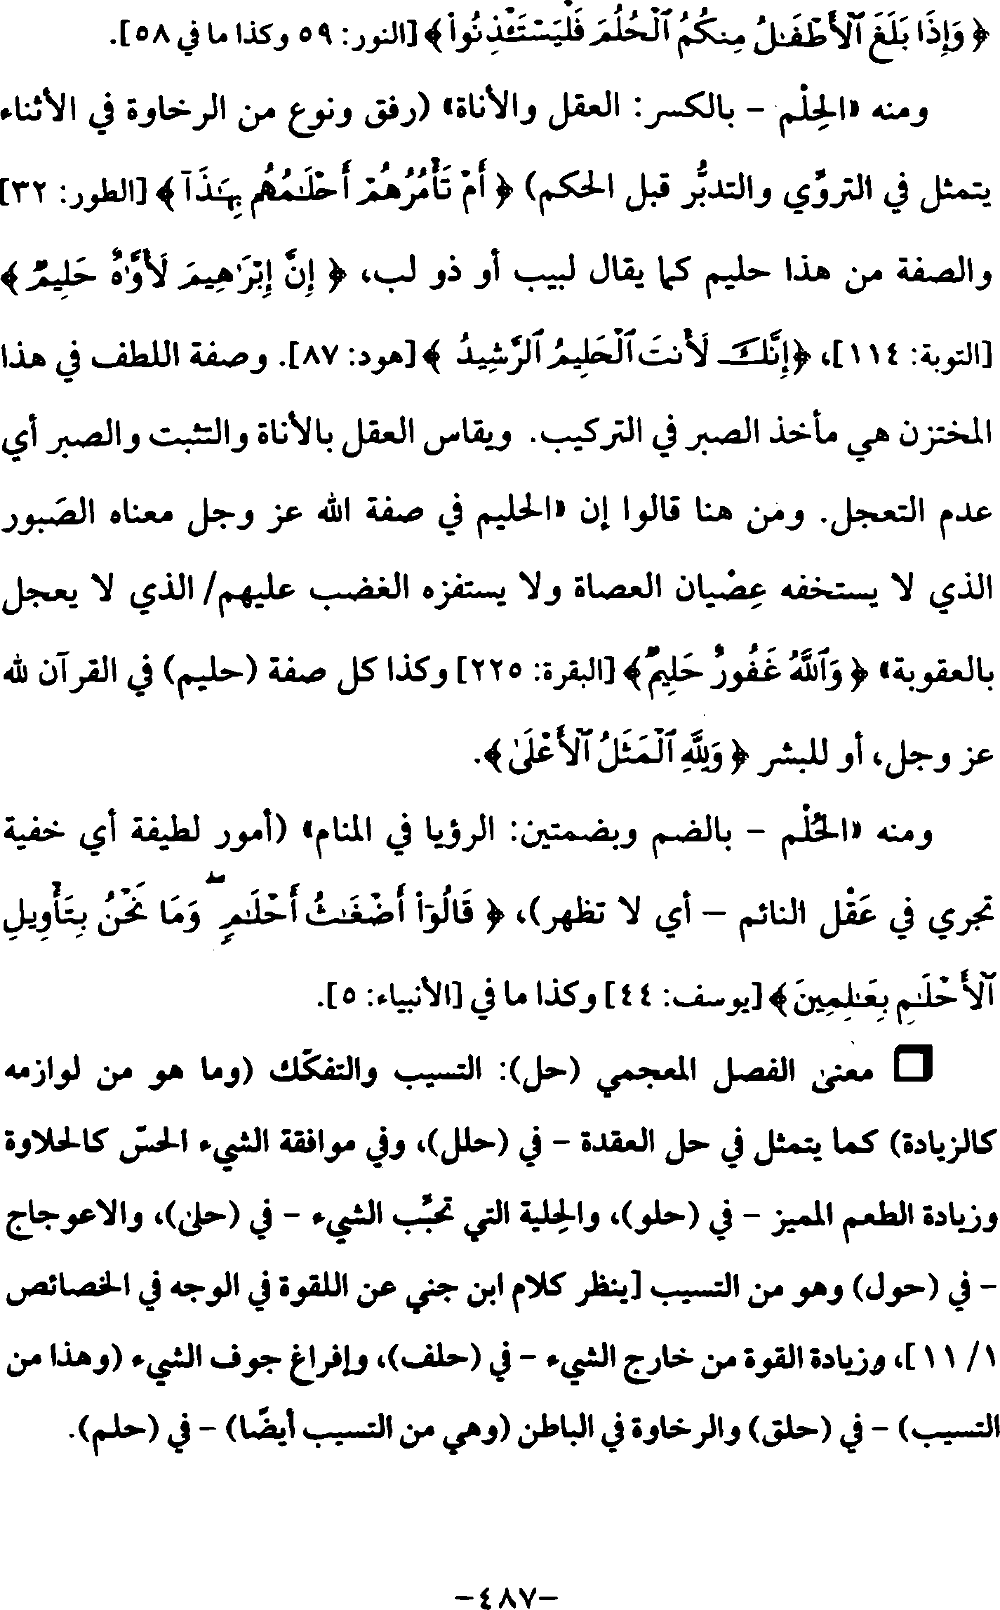 ﴿ وَإِذَا بَلَغَ ٱلْأَطْفَـٰلُ مِنكُمُ ٱلْحُلُمَ فَلْيَسْتَـْٔذِنُوا۟ ﴾ [النور: ٥٩ وكذا ما في ٥٨].
ومنه «الحِلْم - بالكسر: العقل والأناة» (رفق ونوع من الرخاوة في الأثناء
يتمثل في التروِّي والتدبُّر قبل الحكم) ﴿ أَمْ تَأْمُرُهُمْ أَحْلَـٰمُهُم بِهَـٰذَآ ﴾ [الطور: ٣٢]
والصفة من هذا حليم كما يقال لبيب أو ذو لب، ﴿ إِنَّ إِبْرَٰهِيمَ لَأَوَّٰهٌ حَلِيمٌ ﴾
[التوبة: ١١٤]، ﴿إِنَّكَ لَأَنتَ ٱلْحَلِيمُ ٱلرَّشِيدُ ﴾ [هود: ٨٧]. وصفة اللطف في هذا
المختزن هي مأخذ الصبر في التركيب. ويقاس العقل بالأناة والتثبت والصبر أي
عدم التعجل. ومن هنا قالوا إن «الحليم في صفة الله عز وجل معناه الصَبور
الذي لا يستخفه عِصْيان العصاة ولا يستفزه الغضب عليهم/ الذي لا يعجل
بالعقوبة» ﴿ وَٱللَّهُ غَفُورٌ حَلِيمٌ﴾ [البقرة: ٢٢٥] وكذا كل صفة (حليم) في القرآن لله
عز وجل، أو للبشر ﴿ وَلِلَّهِ ٱلْمَثَلُ ٱلْأَعْلَىٰ ﴾.
ومنه «الحُلْم - بالضم وبضمتين: الرؤيا في المنام» (أمور لطيفة أي خفية
تجري في عَقْل النائم – أي لا تظهر)، ﴿ قَالُوٓا۟ أَضْغَـٰثُ أَحْلَـٰمٍ ۖ وَمَا نَحْنُ بِتَأْوِيلِ
ٱلْأَحْلَـٰمِ بِعَـٰلِمِينَ ﴾ [يوسف: ٤٤] وكذا ما في [الأنبياء: ٥].
❑ معنى الفصل المعجمي (حل): التسيب والتفكّك (وما هو من لوازمه
كالزيادة) كما يتمثل في حل العقدة - في (حلل)، وفي موافقة الشيء الحسّ كالحلاوة
وزيادة الطعم المميز - في (حلو)، والحِلية التي تحبِّب الشيء - في (حلى)، والاعوجاج
- في (حول) وهو من التسيب [ينظر كلام ابن جني عن اللقوة في الوجه في الخصائص
١/ ١١]، وزيادة القوة من خارج الشيء - في (حلف)، وإفراغ جوف الشيء (وهذا من
التسيب) - في (حلق) والرخاوة في الباطن (وهي من التسيب أيضًا) - في (حلم).
-٤٨٧-